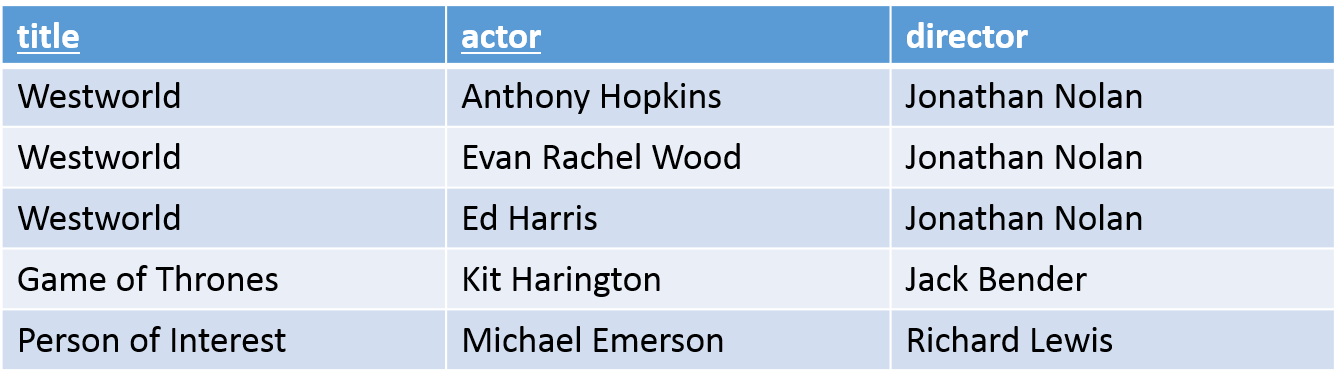 title actor director
Westworld Anthony Hopkins Jonathan Nolan
Westworld Evan Rachel Wood Jonathan Nolan
Westworld Ed Harris Jonathan Nolan
Game of Thrones Kit Harington Jack Bender
Person of Interest Michael Emerson Richard Lewis